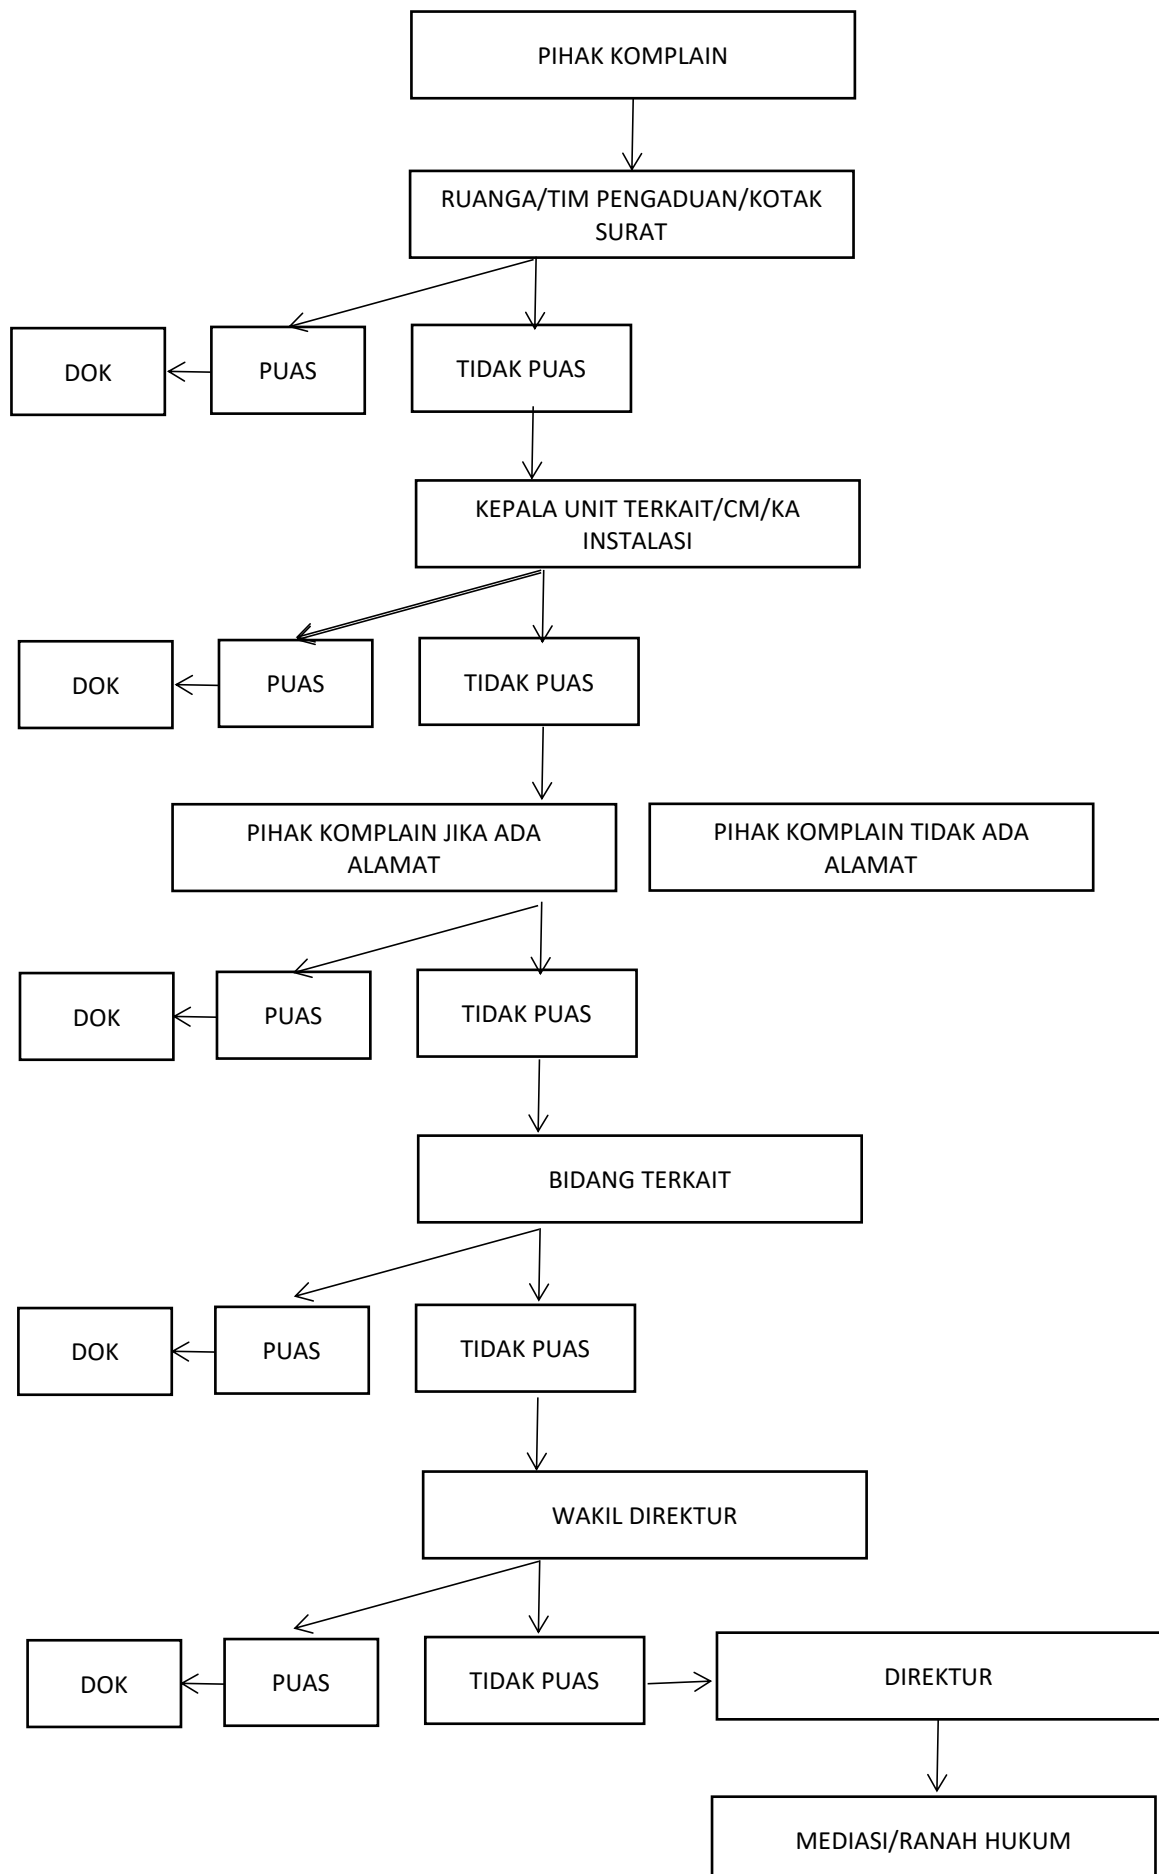 PIHAK KOMPLAIN
RUANGA/TIM PENGADUAN/KOTAK
SURAT
DOK
PUAS
TIDAK PUAS
KEPALA UNIT TERKAIT/CM/KA
INSTALASI
DOK
PUAS
TIDAK PUAS
PIHAK KOMPLAIN JIKA ADA
ALAMAT
PIHAK KOMPLAIN TIDAK ADA
ALAMAT
DOK
PUAS
TIDAK PUAS
BIDANG TERKAIT
DOK
PUAS
TIDAK PUAS
WAKIL DIREKTUR
DOK
PUAS
TIDAK PUAS
DIREKTUR
MEDIASI/RANAH HUKUM